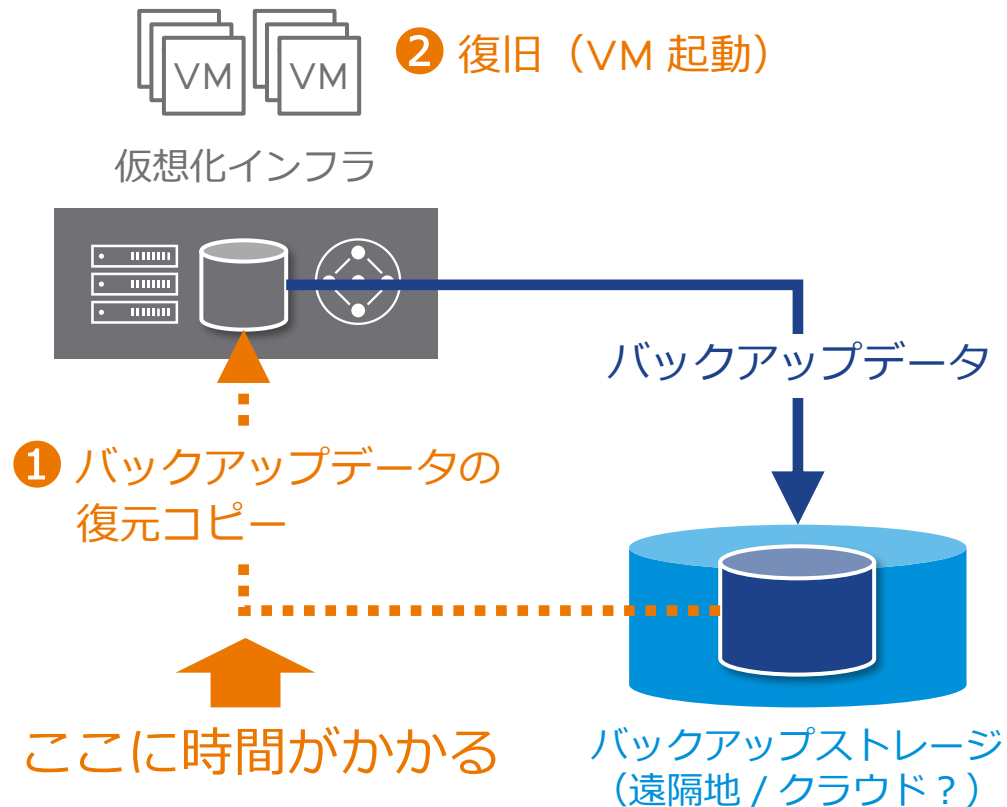 VM VM
❷ 復旧（VM 起動）
仮想化インフラ
バックアップデータ
❶ バックアップデータの
復元コピー
ここに時間がかかる
バックアップストレージ
（遠隔地 / クラウド？）